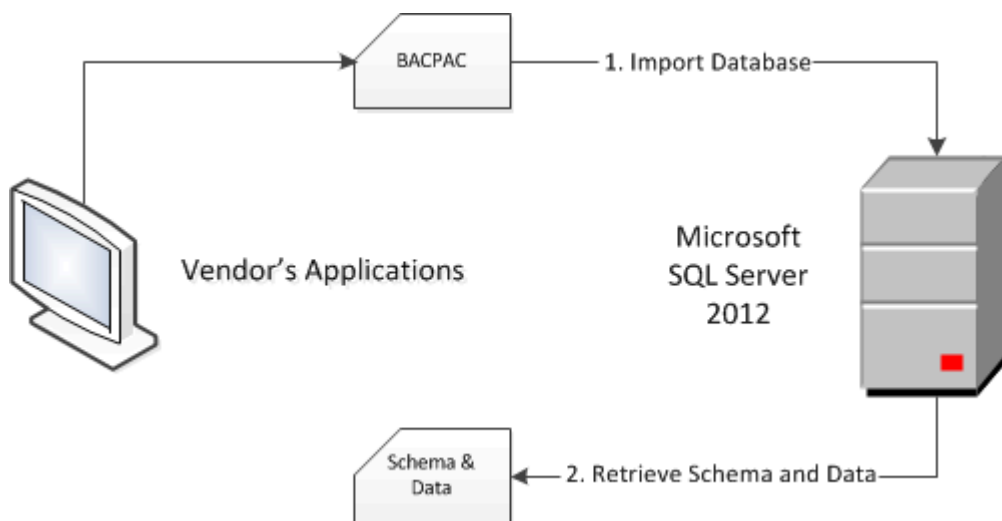 BACPAC
1. Import Database
Vendor's Applications
Microsoft
SQL Server
2012
Schema &
Data
2. Retrieve Schema and Data